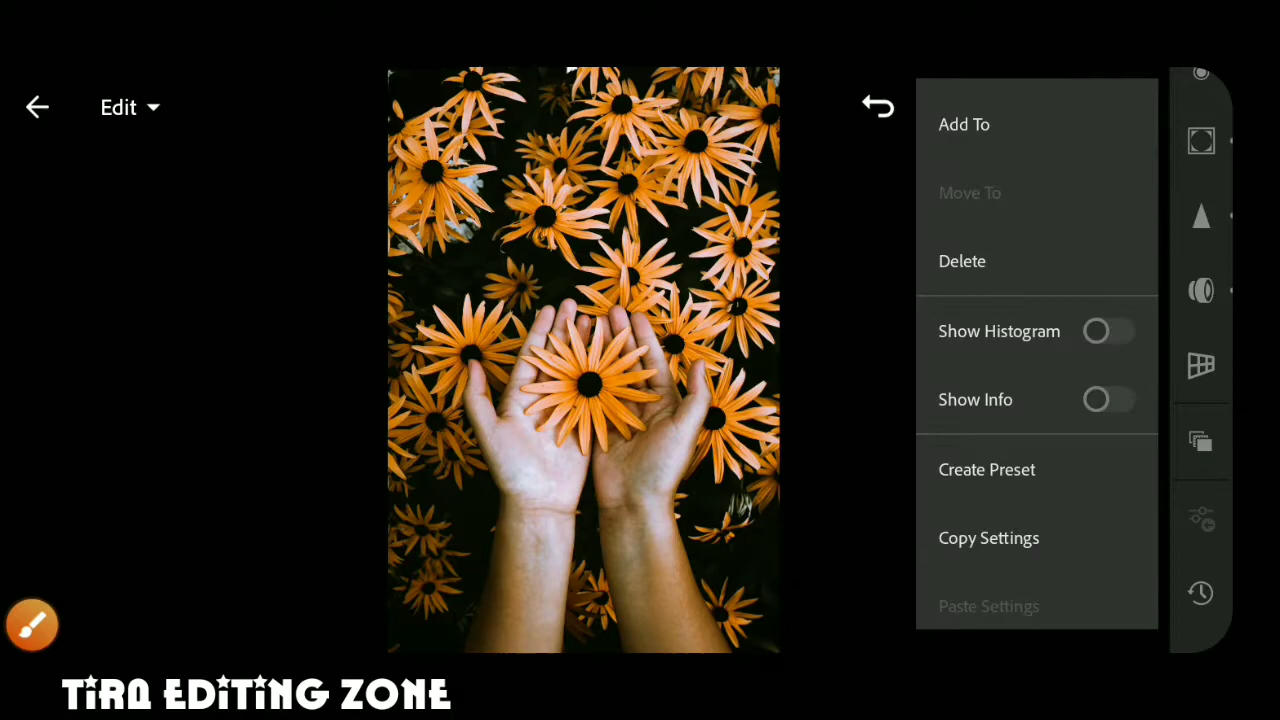 Edit
Add To
Move To
Delete
Show Histogram
Show Info
Create Preset
Copy Settings
Paste Settings
TiRA EDiTiNG ZONE